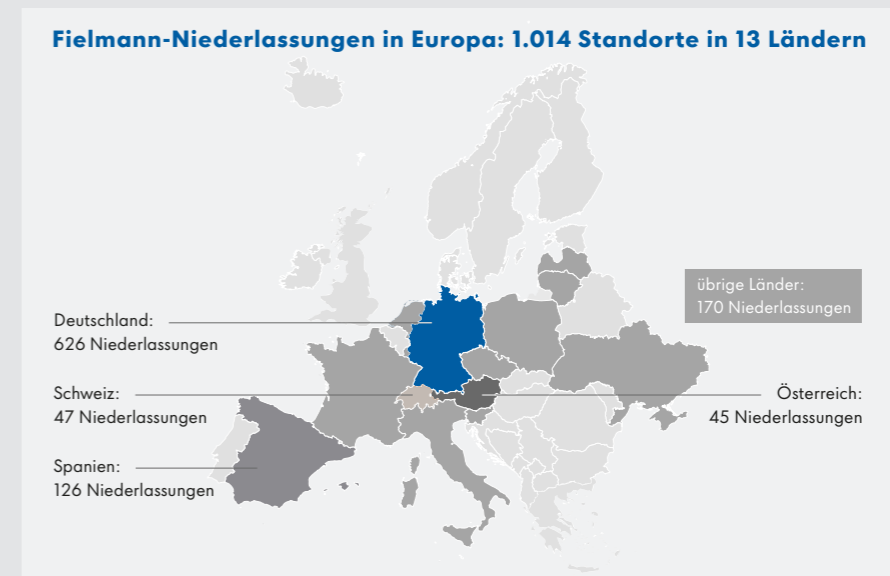 Fielmann-Niederlassungen in Europa: 1.014 Standorte in 13 Ländern
übrige Länder:
170 Niederlassungen
Deutschland:
626 Niederlassungen
Schweiz:
47 Niederlassungen
Österreich:
45 Niederlassungen
Spanien:
126 Niederlassungen